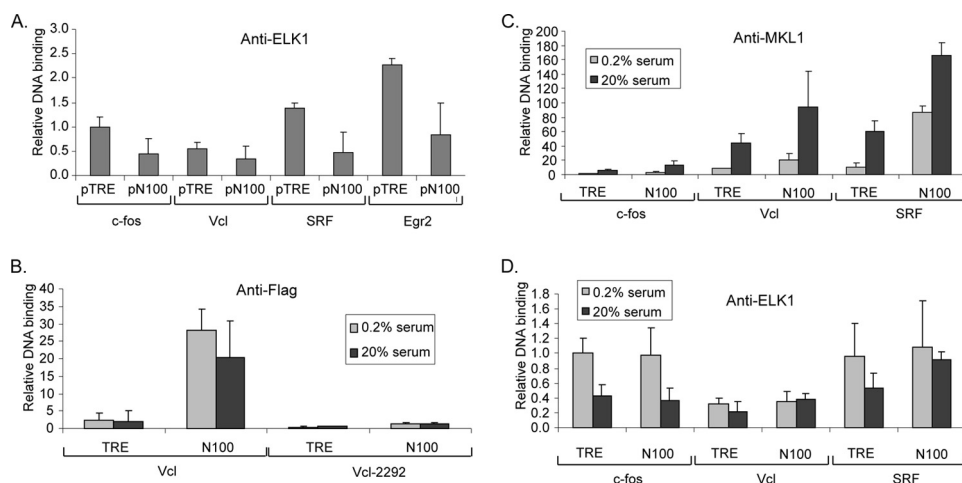 A.
Anti-ELK1
Relative DNA binding
3.0
2.5
2.0
1.5
1.0
0.5
0.0
pTRE pN100 pTRE pN100 pTRE pN100 pTRE pN100
c-fos Vcl SRF Egr2
B.
Anti-Flag
Relative DNA binding
40
35
30
25
20
15
10
5
0
0.2% serum
20% serum
TRE N100 TRE N100
Vcl Vcl-2292
C.
Anti-MKL1
Relative DNA binding
200
180
160
140
120
100
80
60
40
20
0
0.2% serum
20% serum
TRE N100 TRE N100 TRE N100
c-fos Vcl SRF
D.
Anti-ELK1
Relative DNA binding
1.8
1.6
1.4
1.2
1.0
0.8
0.6
0.4
0.2
0.0
0.2% serum
20% serum
TRE N100 TRE N100 TRE N100
c-fos Vcl SRF